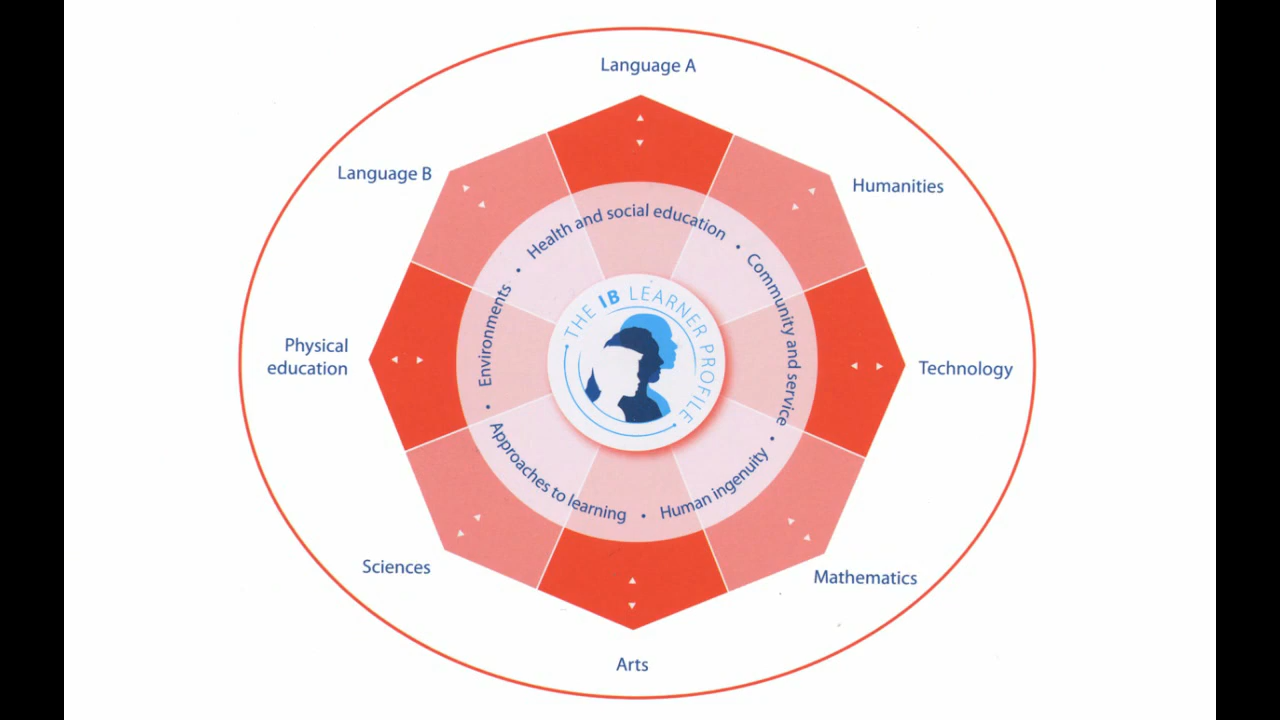 Language A
Language B
Humanities
Health and social education
Community and service
Environments
THE IB LEARNER PROFILE
Physical
education
Technology
Approaches to learning
Human ingenuity
Sciences
Mathematics
Arts